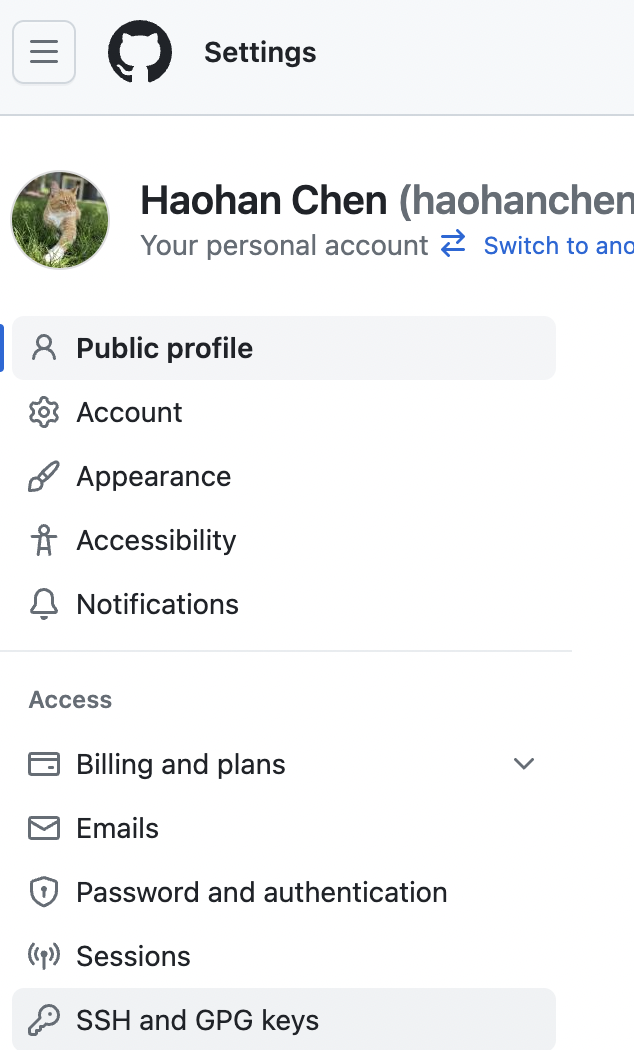 Settings
Haohan Chen (haohanchen
Your personal account Switch to ano
Public profile
Account
Appearance
Accessibility
Notifications
Access
Billing and plans
Emails
Password and authentication
Sessions
SSH and GPG keys